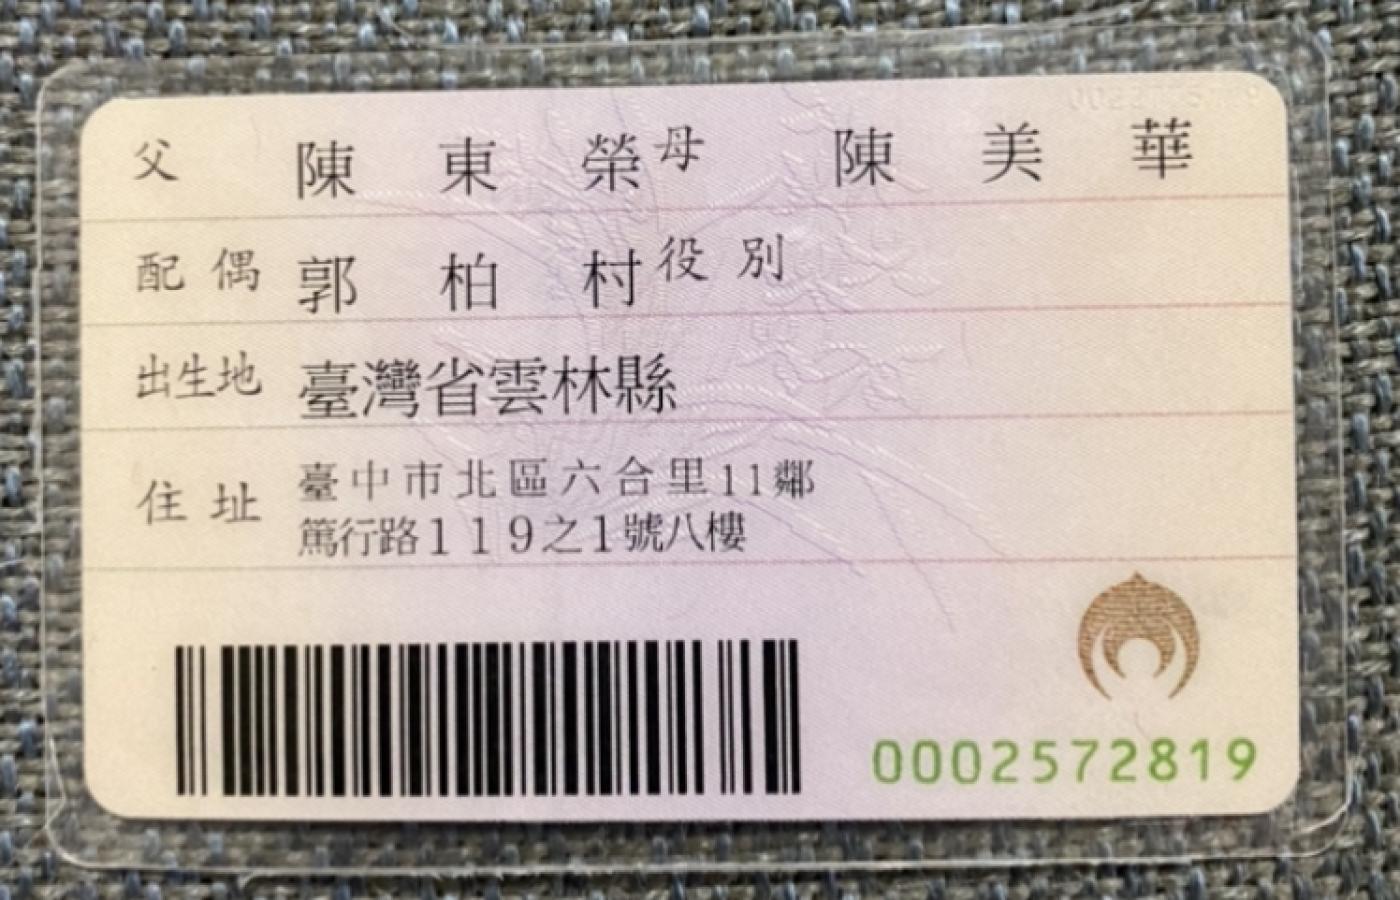 父 陳東榮 母 陳美華
配偶 郭柏村 役別
出生地 臺灣省雲林縣
住址 臺中市北區六合里11鄰
篤行路119之1號八樓
0002572819